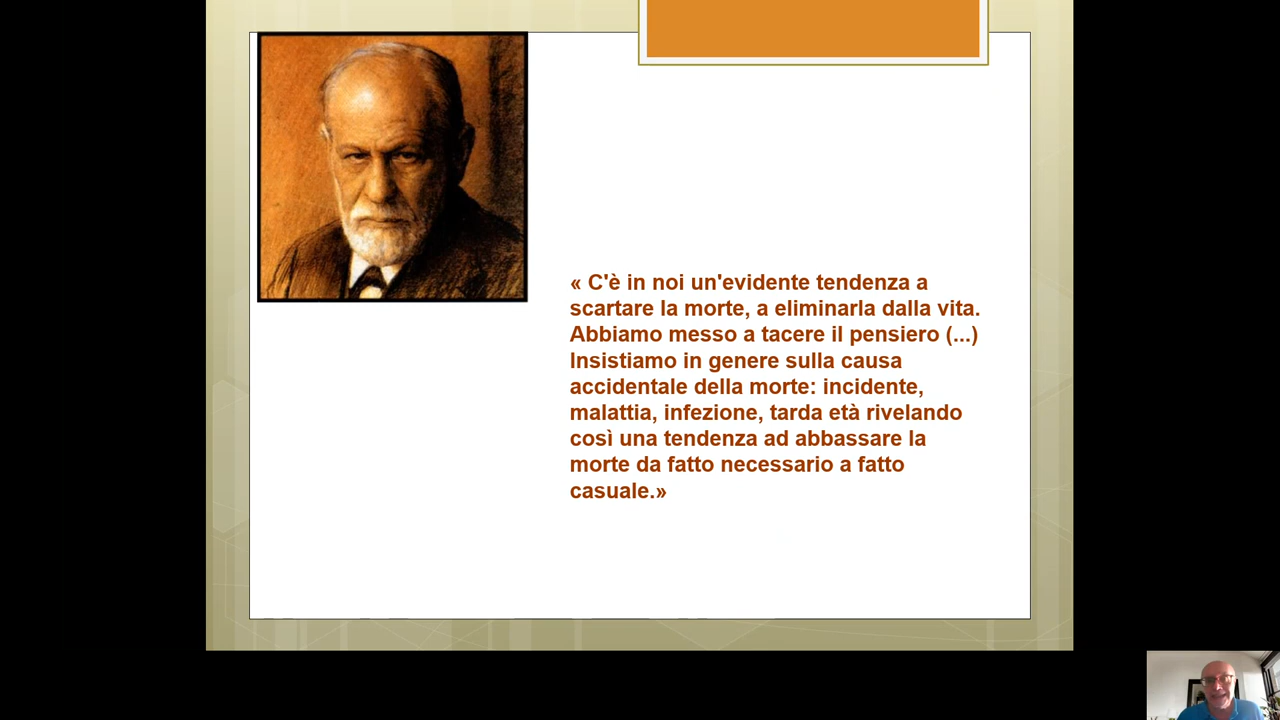 « C'è in noi un'evidente tendenza a
scartare la morte, a eliminarla dalla vita.
Abbiamo messo a tacere il pensiero (...)
Insistiamo in genere sulla causa
accidentale della morte: incidente,
malattia, infezione, tarda età rivelando
così una tendenza ad abbassare la
morte da fatto necessario a fatto
casuale.»